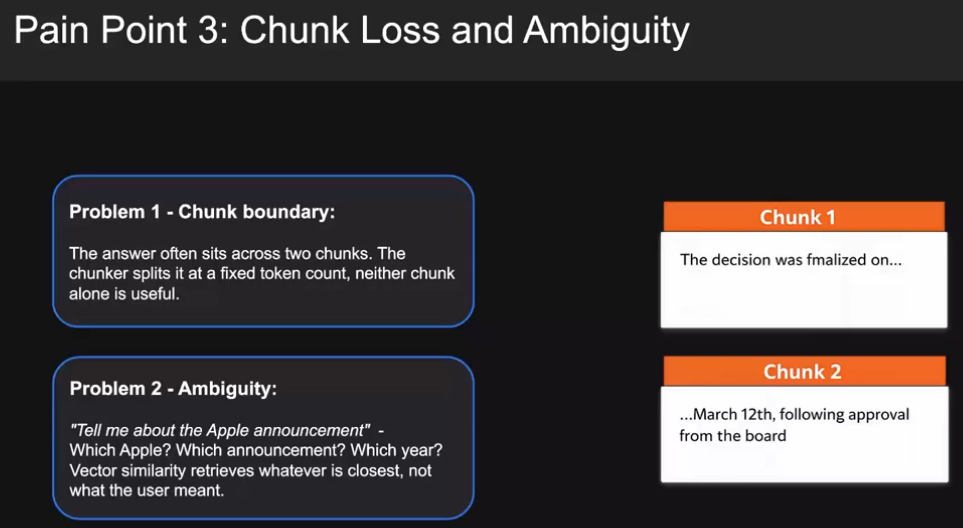 Pain Point 3: Chunk Loss and Ambiguity
Problem 1 - Chunk boundary:
The answer often sits across two chunks. The
chunker splits it at a fixed token count, neither chunk
alone is useful.
Problem 2 - Ambiguity:
"Tell me about the Apple announcement" -
Which Apple? Which announcement? Which year?
Vector similarity retrieves whatever is closest, not
what the user meant.
Chunk 1
The decision was fmalized on...
Chunk 2
...March 12th, following approval
from the board